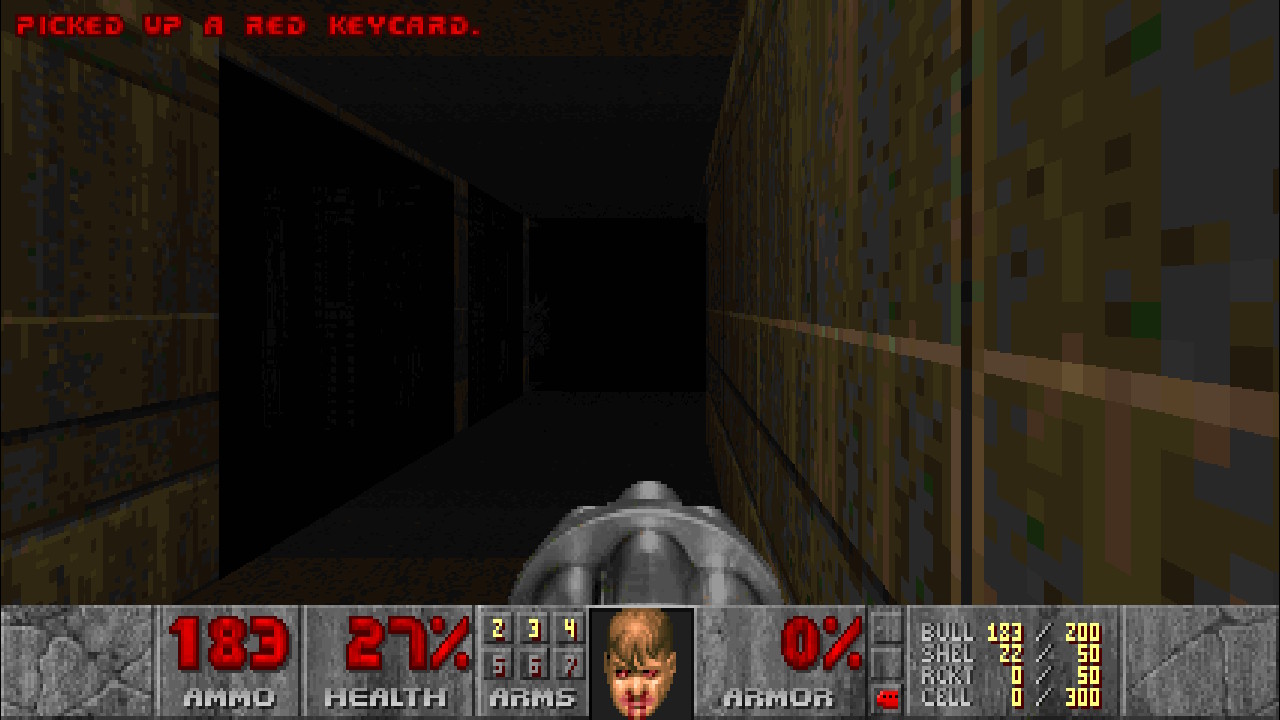 PICKED UP A RED KEYCARD.
183 27% 2 3 4 0% BULL 183 / 200
SHEL 22 / 50
5 6 7 RCKT 0 / 50
AMMO HEALTH ARMS ARMOR CELL 0 / 300